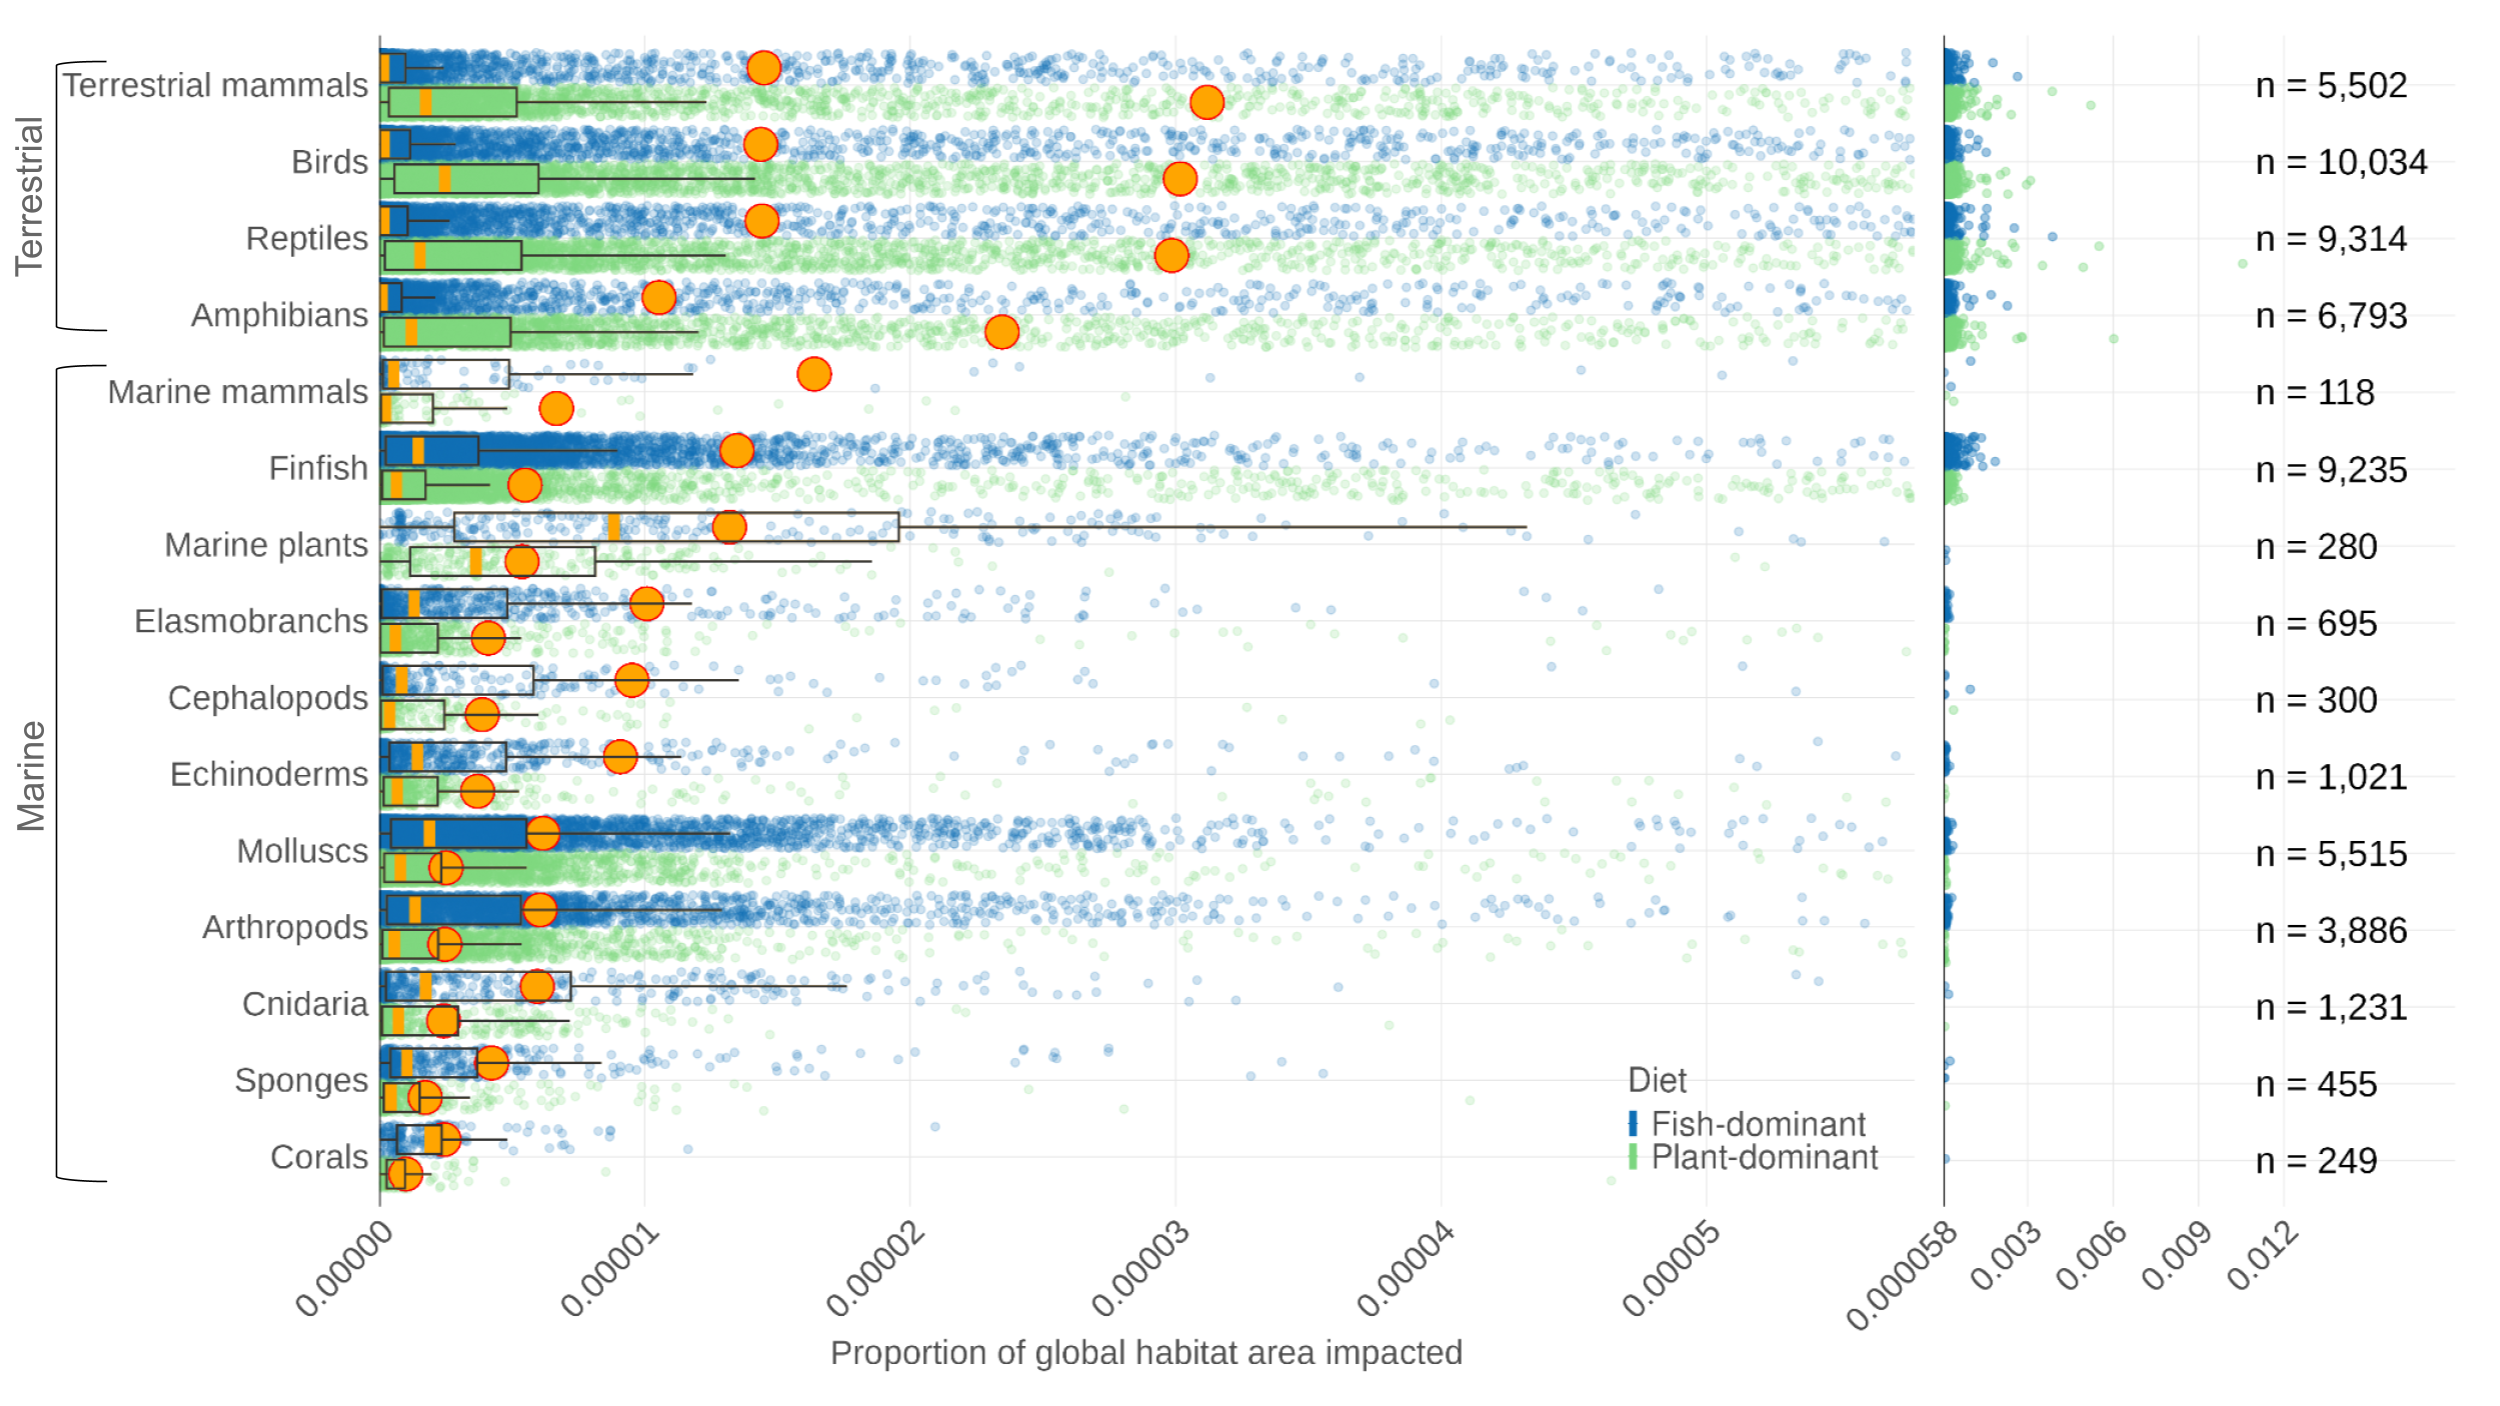 Terrestrial
Terrestrial mammals
n = 5,502
Birds
n = 10,034
Reptiles
n = 9,314
Amphibians
n = 6,793
Marine
Marine mammals
n = 118
Finfish
n = 9,235
Marine plants
n = 280
Elasmobranchs
n = 695
Cephalopods
n = 300
Echinoderms
n = 1,021
Molluscs
n = 5,515
Arthropods
n = 3,886
Cnidaria
n = 1,231
Sponges
n = 455
Corals
n = 249
Diet
Fish-dominant
Plant-dominant
0.00000
0.00001
0.00002
0.00003
0.00004
0.00005
0.000058
0.003
0.006
0.009
0.012
Proportion of global habitat area impacted